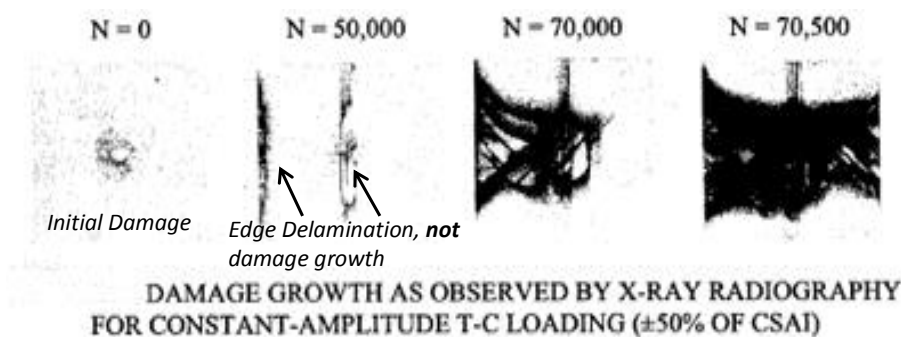 N = 0 N = 50,000 N = 70,000 N = 70,500
Initial Damage
Edge Delamination, not
damage growth
DAMAGE GROWTH AS OBSERVED BY X-RAY RADIOGRAPHY
FOR CONSTANT-AMPLITUDE T-C LOADING (±50% OF CSAI)